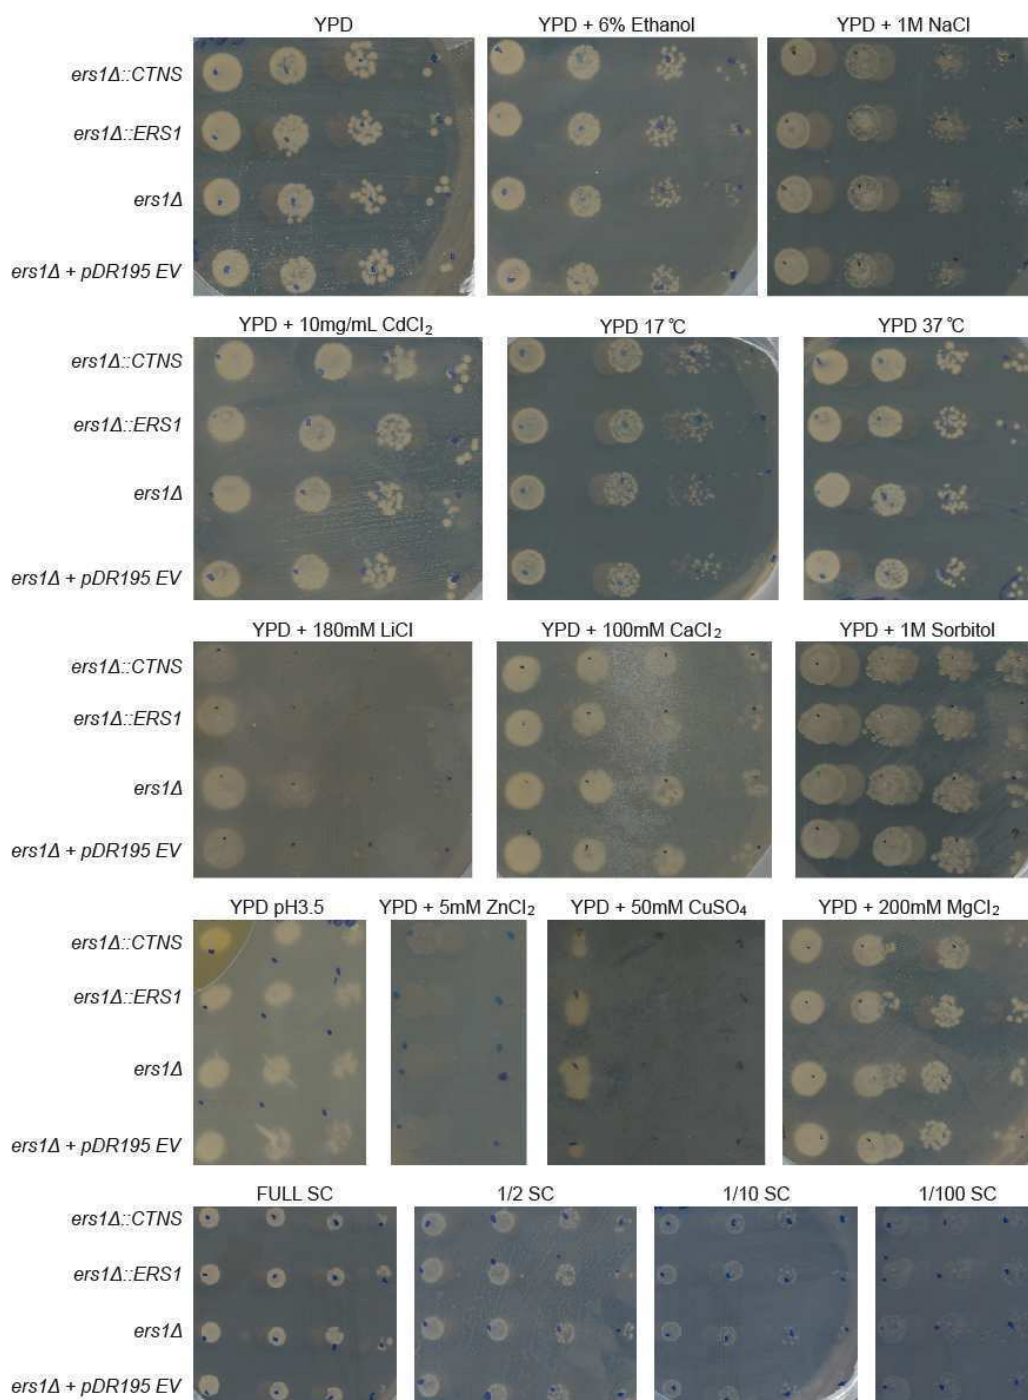 YPD YPD + 6% Ethanol YPD + 1M NaCl
ers1Δ::CTNS
ers1Δ::ERS1
ers1Δ
ers1Δ + pDR195 EV
YPD + 10mg/mL CdCl₂ YPD 17 °C YPD 37 °C
ers1Δ::CTNS
ers1Δ::ERS1
ers1Δ
ers1Δ + pDR195 EV
YPD + 180mM LiCl YPD + 100mM CaCl₂ YPD + 1M Sorbitol
ers1Δ::CTNS
ers1Δ::ERS1
ers1Δ
ers1Δ + pDR195 EV
YPD pH3.5 YPD + 5mM ZnCl₂ YPD + 50mM CuSO₄ YPD + 200mM MgCl₂
ers1Δ::CTNS
ers1Δ::ERS1
ers1Δ
ers1Δ + pDR195 EV
FULL SC 1/2 SC 1/10 SC 1/100 SC
ers1Δ::CTNS
ers1Δ::ERS1
ers1Δ
ers1Δ + pDR195 EV